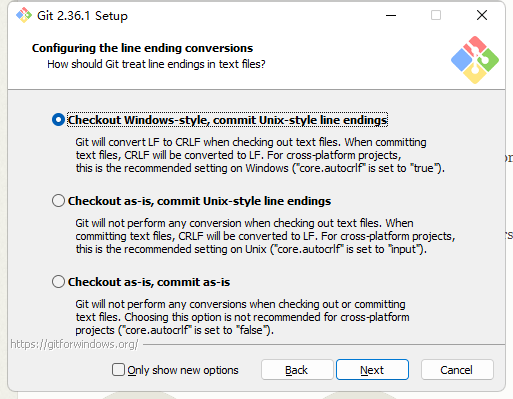 Git 2.36.1 Setup
Configuring the line ending conversions
How should Git treat line endings in text files?
Checkout Windows-style, commit Unix-style line endings
Git will convert LF to CRLF when checking out text files. When committing
text files, CRLF will be converted to LF. For cross-platform projects,
this is the recommended setting on Windows ("core.autocrlf" is set to "true").
Checkout as-is, commit Unix-style line endings
Git will not perform any conversion when checking out text files. When
committing text files, CRLF will be converted to LF. For cross-platform projects,
this is the recommended setting on Unix ("core.autocrlf" is set to "input").
Checkout as-is, commit as-is
Git will not perform any conversions when checking out or committing
text files. Choosing this option is not recommended for cross-platform
projects ("core.autocrlf" is set to "false").
https://gitforwindows.org/
Only show new options
Back
Next
Cancel